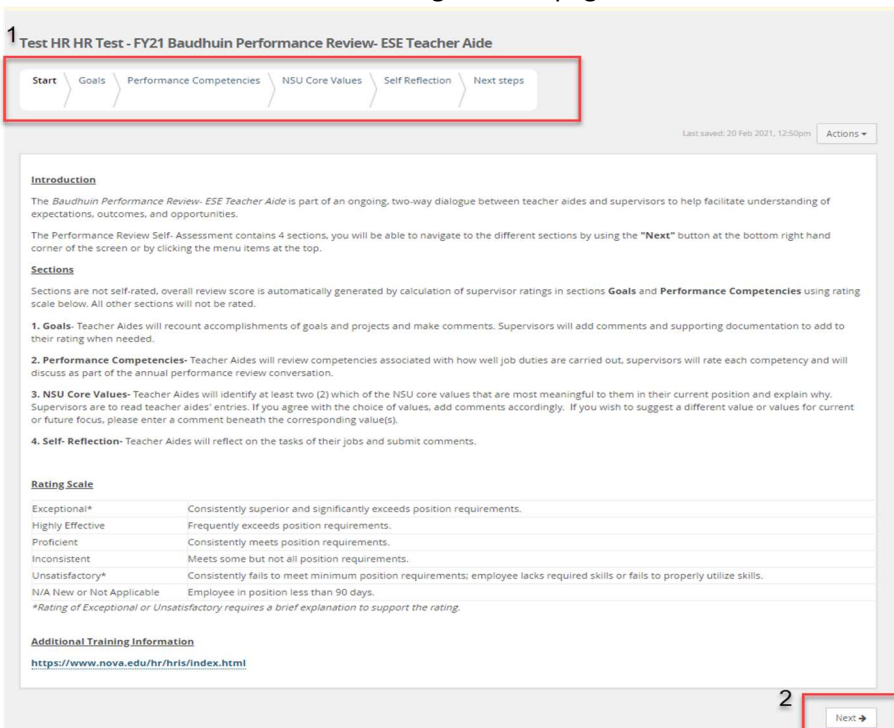 1
Test HR HR Test - FY21 Baudhuin Performance Review- ESE Teacher Aide
Start Goals Performance Competencies NSU Core Values Self Reflection Next steps
Last saved: 20 Feb 2021, 12:50pm Actions
Introduction
The Baudhuin Performance Review- ESE Teacher Aide is part of an ongoing, two-way dialogue between teacher aides and supervisors to help facilitate understanding of
expectations, outcomes, and opportunities.
The Performance Review Self- Assessment contains 4 sections, you will be able to navigate to the different sections by using the "Next" button at the bottom right hand
corner of the screen or by clicking the menu items at the top.
Sections
Sections are not self-rated, overall review score is automatically generated by calculation of supervisor ratings in sections Goals and Performance Competencies using rating
scale below. All other sections will not be rated.
1. Goals- Teacher Aides will recount accomplishments of goals and projects and make comments. Supervisors will add comments and supporting documentation to add to
their rating when needed.
2. Performance Competencies- Teacher Aides will review competencies associated with how well job duties are carried out, supervisors will rate each competency and will
discuss as part of the annual performance review conversation.
3. NSU Core Values- Teacher Aides will identify at least two (2) which of the NSU core values that are most meaningful to them in their current position and explain why.
Supervisors are to read teacher aides' entries. If you agree with the choice of values, add comments accordingly. If you wish to suggest a different value or values for current
or future focus, please enter a comment beneath the corresponding value(s).
4. Self- Reflection- Teacher Aides will reflect on the tasks of their jobs and submit comments.
Rating Scale
Exceptional* Consistently superior and significantly exceeds position requirements.
Highly Effective Frequently exceeds position requirements.
Proficient Consistently meets position requirements.
Inconsistent Meets some but not all position requirements.
Unsatisfactory* Consistently fails to meet minimum position requirements; employee lacks required skills or fails to properly utilize skills.
N/A New or Not Applicable Employee in position less than 90 days.
*Rating of Exceptional or Unsatisfactory requires a brief explanation to support the rating.
Additional Training Information
https://www.nova.edu/hr/hris/index.html
2
Next →